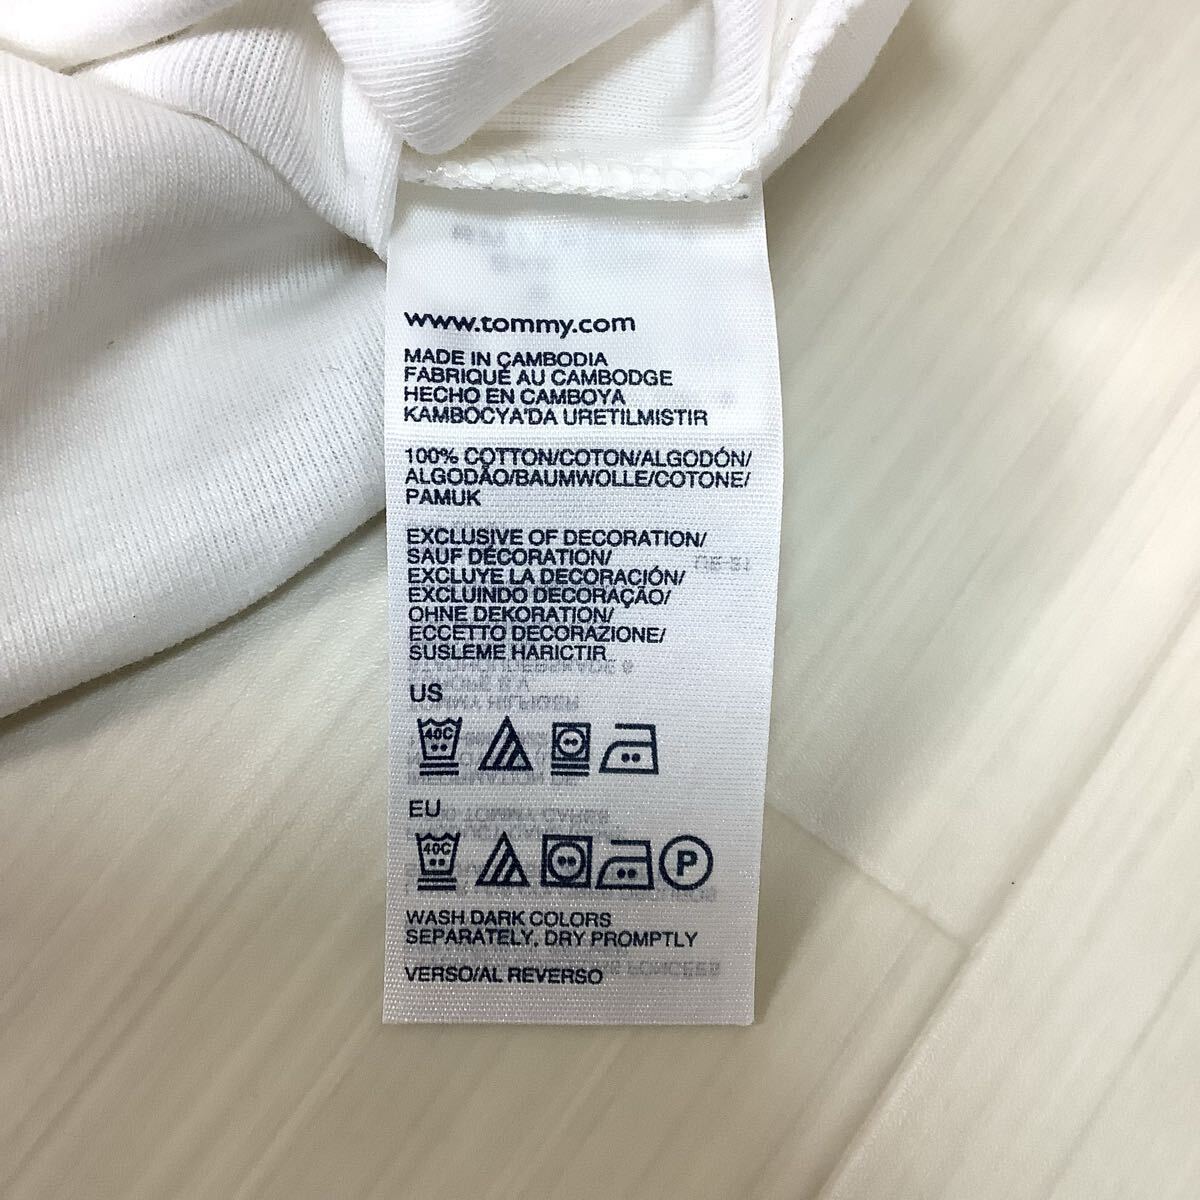 www.tommy.com
MADE IN CAMBODIA
FABRIQUÉ AU CAMBODGE
HECHO EN CAMBOYA
KAMBOCYA'DA URETILMISTIR
100% COTTON/COTON/ALGODÓN/
ALGODÃO/BAUMWOLLE/COTONE/
PAMUK
EXCLUSIVE OF DECORATION/
SAUF DÉCORATION/
EXCLUYE LA DECORACIÓN/
EXCLUINDO DECORAÇÃO/
OHNE DEKORATION/
ECCETTO DECORAZIONE/
SUSLEME HARICTIR
US
40C
EU
40C P
WASH DARK COLORS
SEPARATELY, DRY PROMPTLY
VERSO/AL REVERSO